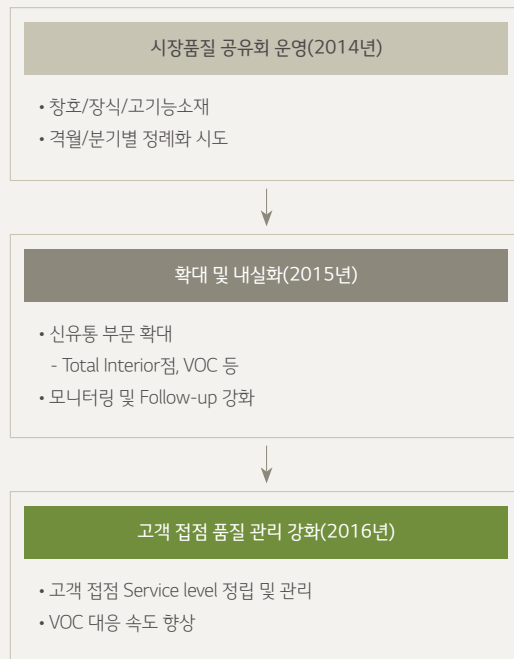 시장품질 공유회 운영(2014년)
• 창호/장식/고기능소재
• 격월/분기별 정례화 시도
확대 및 내실화(2015년)
• 신유통 부문 확대
- Total Interior점, VOC 등
• 모니터링 및 Follow-up 강화
고객 접점 품질 관리 강화(2016년)
• 고객 접점 Service level 정립 및 관리
• VOC 대응 속도 향상